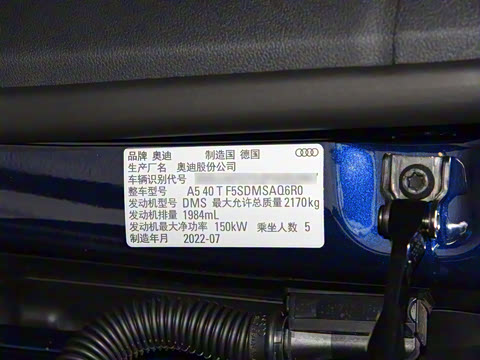 品牌 奥迪 制造国 德国
生产厂名 奥迪股份公司
车辆识别代号
整车型号 A5 40 T F5SDMSAQ6R0
发动机型号 DMS 最大允许总质量 2170kg
发动机排量 1984mL
发动机最大净功率 150kW 乘坐人数 5
制造年月 2022-07